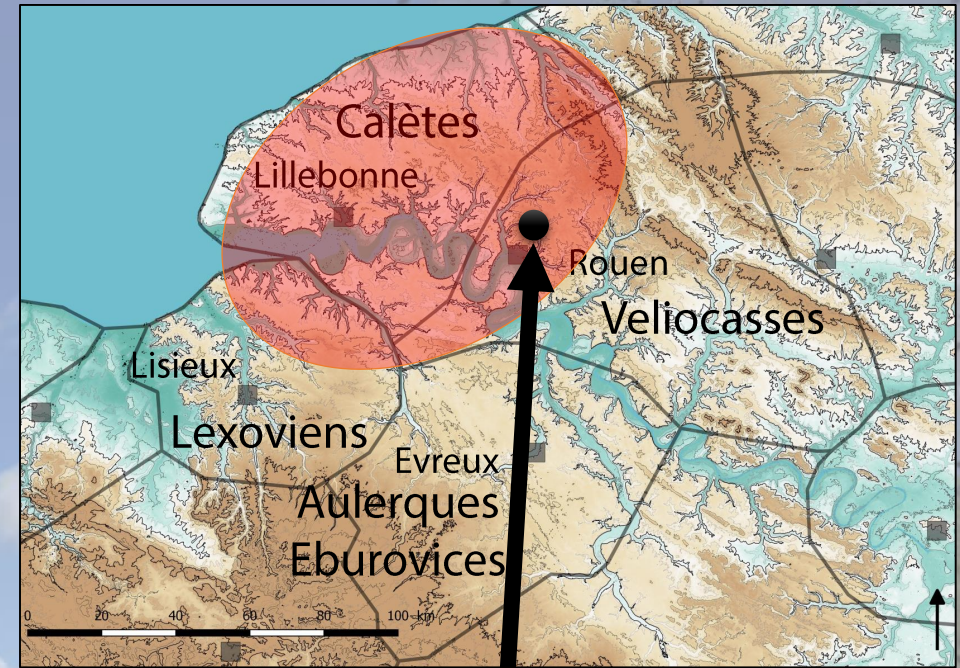 Calètes
Lillebonne
Rouen
Veliocasses
Lisieux
Lexoviens
Evreux
Aulerques
Eburovices
0 20 40 60 80 100 km